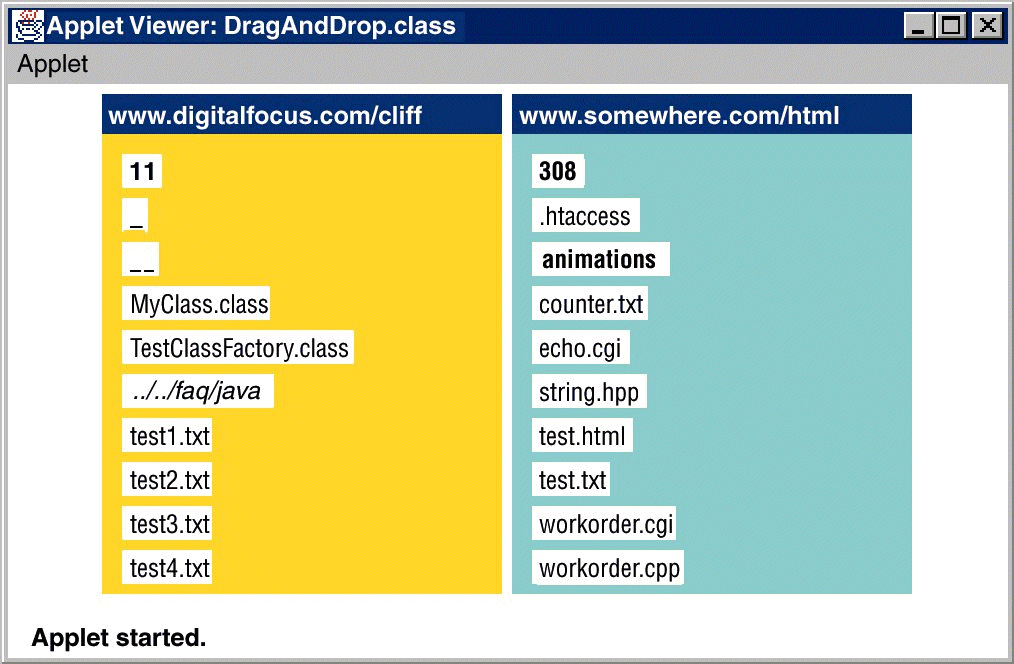 Applet Viewer: DragAndDrop.class
Applet
www.digitalfocus.com/cliff
11
_
__
MyClass.class
TestClassFactory.class
../../faq/java
test1.txt
test2.txt
test3.txt
test4.txt
www.somewhere.com/html
308
.htaccess
animations
counter.txt
echo.cgi
string.hpp
test.html
test.txt
workorder.cgi
workorder.cpp
Applet started.